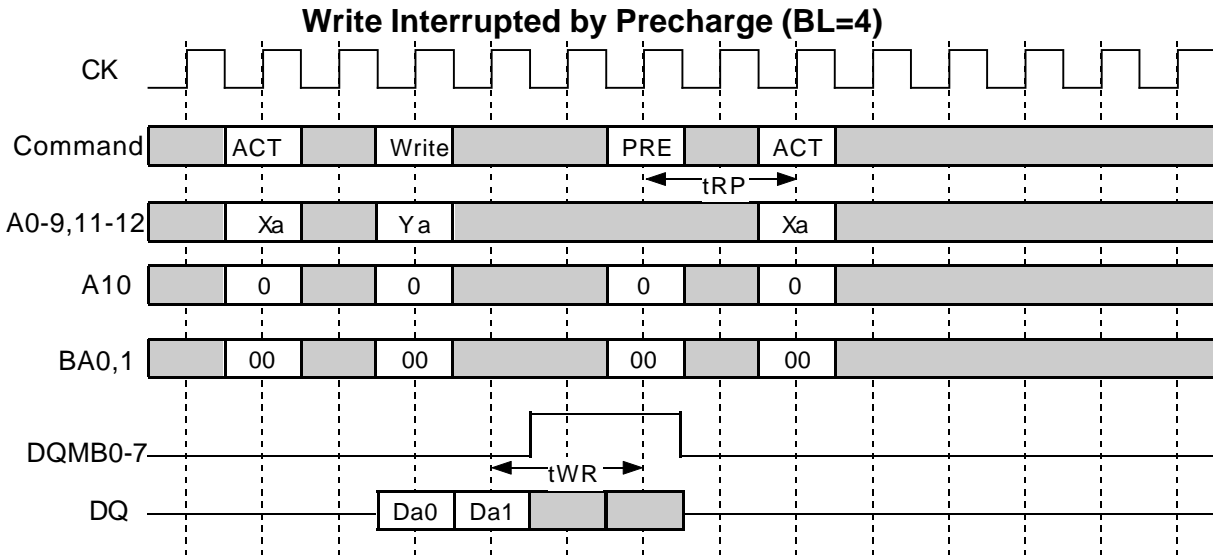 Write Interrupted by Precharge (BL=4)
CK
Command ACT Write PRE ACT
tRP
A0-9,11-12 Xa Ya Xa
A10 0 0 0 0
BA0,1 00 00 00 00
DQMB0-7
tWR
DQ Da0 Da1